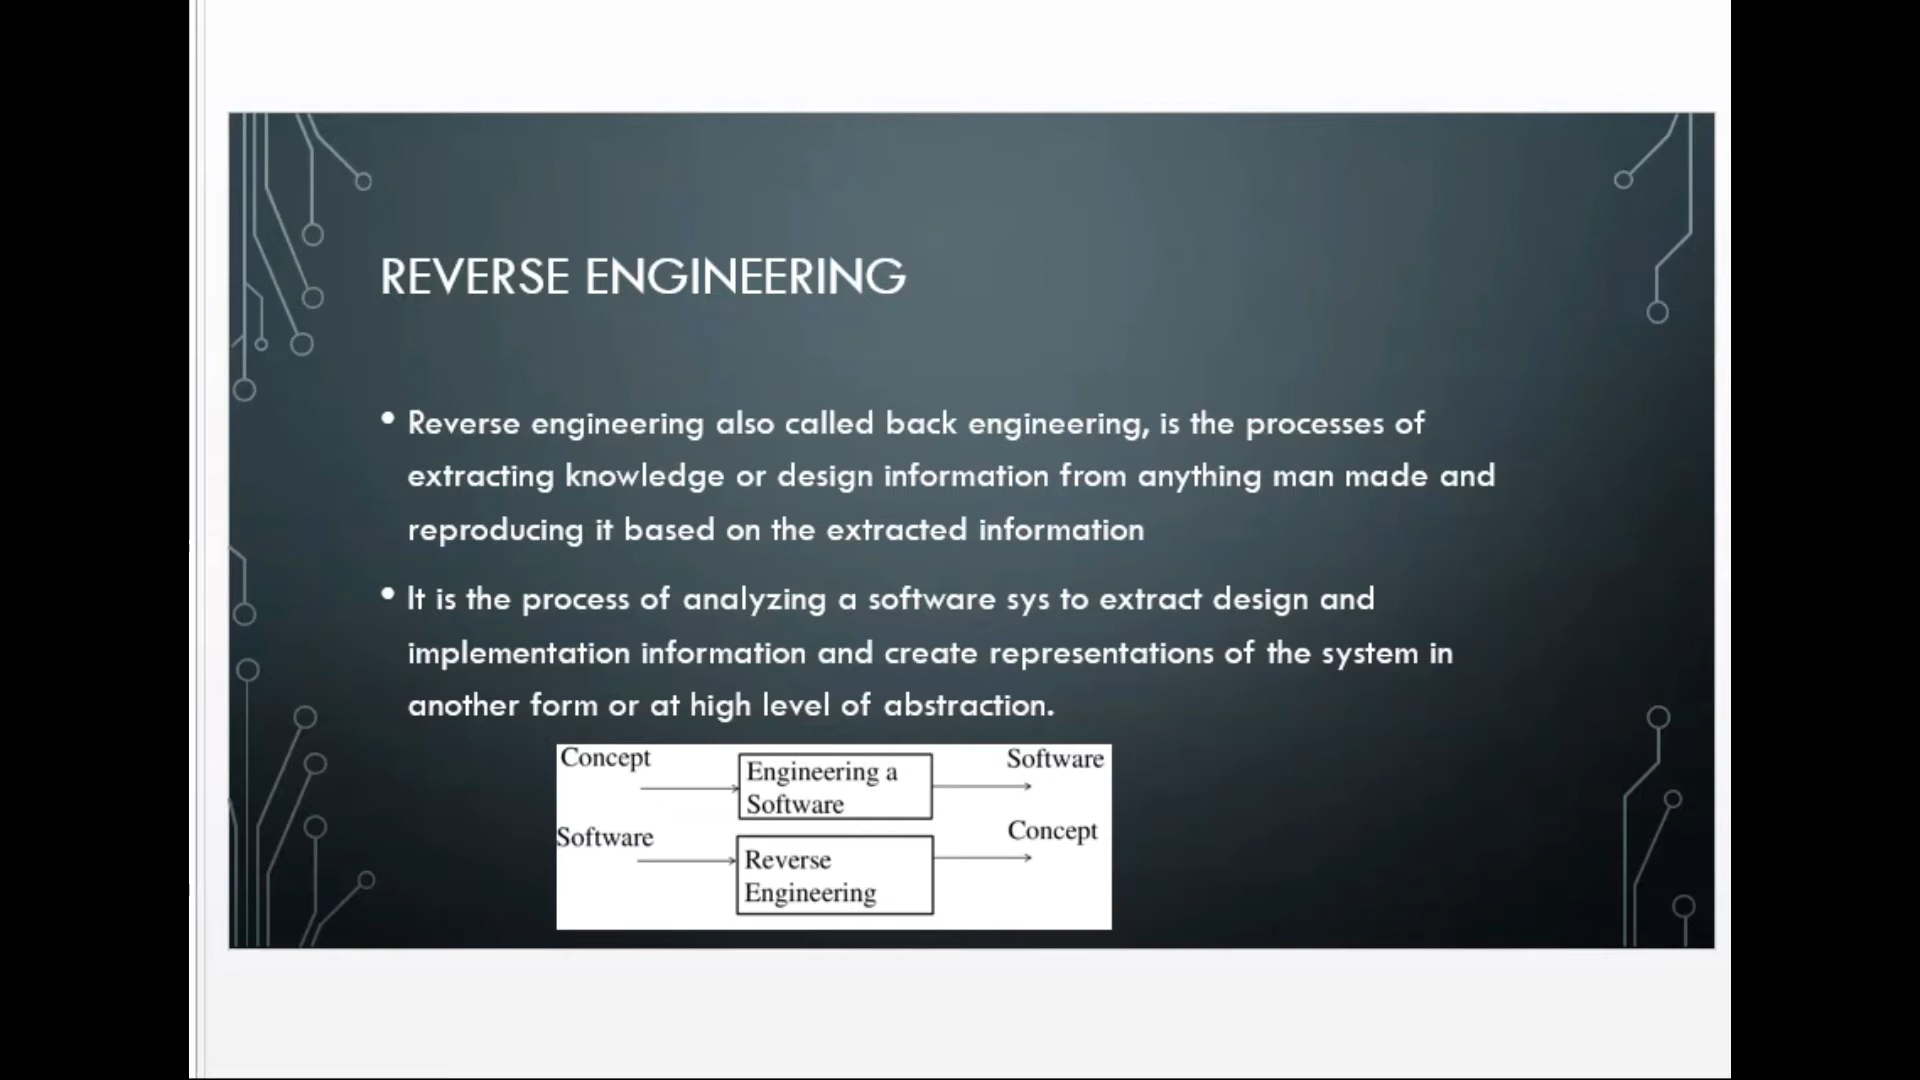 REVERSE ENGINEERING
• Reverse engineering also called back engineering, is the processes of
extracting knowledge or design information from anything man made and
reproducing it based on the extracted information
• It is the process of analyzing a software sys to extract design and
implementation information and create representations of the system in
another form or at high level of abstraction.
Concept
Engineering a
Software
Software
Software
Reverse
Engineering
Concept